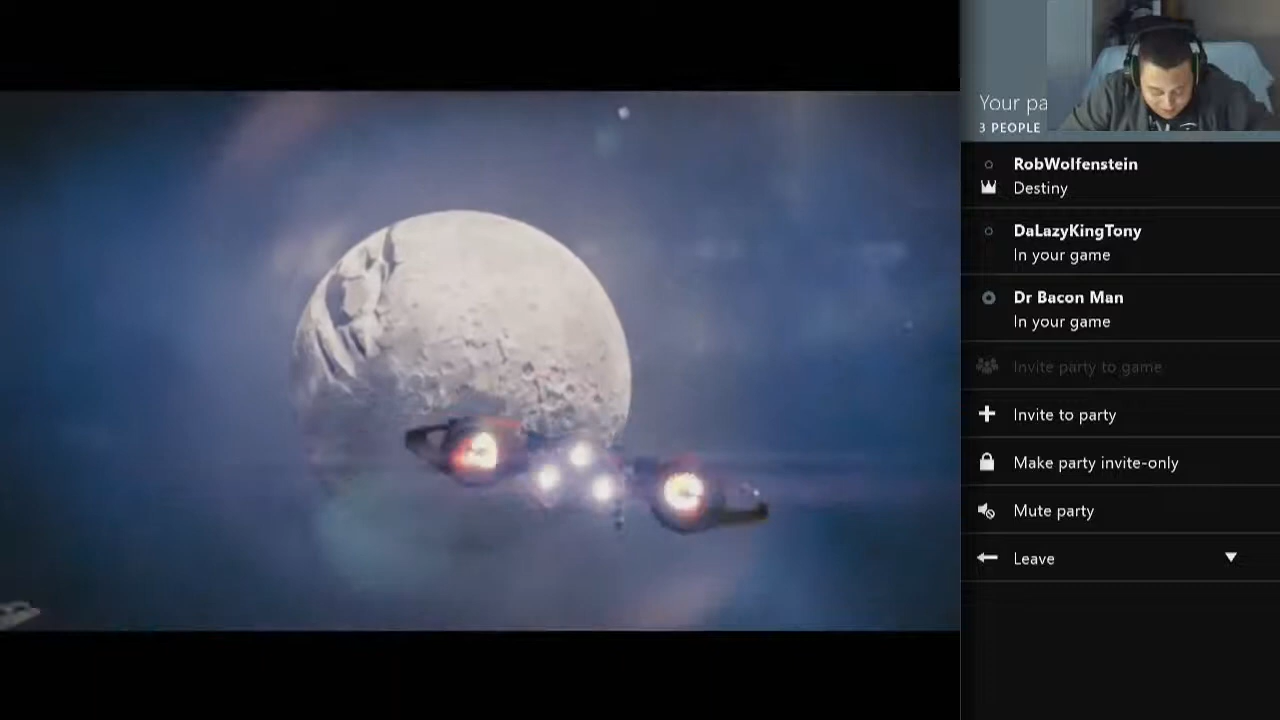 Your pa
3 PEOPLE
RobWolfenstein
Destiny
DaLazyKingTony
In your game
Dr Bacon Man
In your game
Invite party to game
Invite to party
Make party invite-only
Mute party
Leave